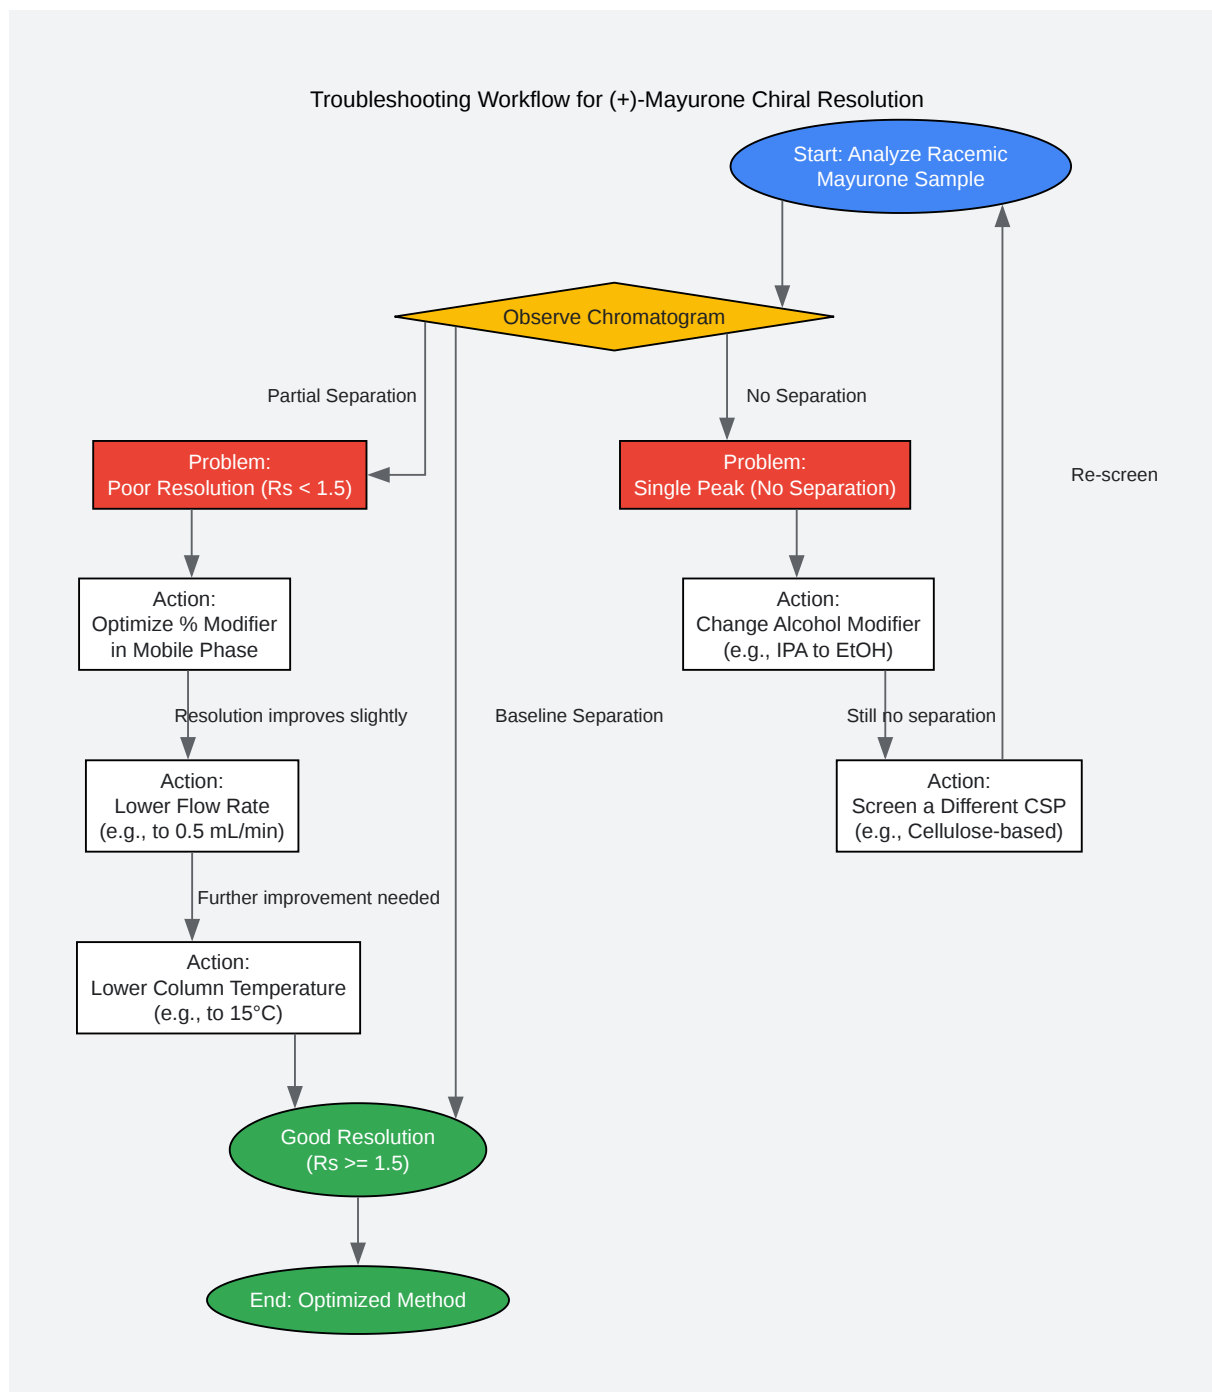 Troubleshooting Workflow for (+)-Mayurone Chiral Resolution
Start: Analyze Racemic
Mayurone Sample
Observe Chromatogram
Partial Separation
No Separation
Problem:
Poor Resolution (Rs < 1.5)
Problem:
Single Peak (No Separation)
Re-screen
Action:
Optimize % Modifier
in Mobile Phase
Action:
Change Alcohol Modifier
(e.g., IPA to EtOH)
Resolution improves slightly
Baseline Separation
Still no separation
Action:
Lower Flow Rate
(e.g., to 0.5 mL/min)
Action:
Screen a Different CSP
(e.g., Cellulose-based)
Further improvement needed
Action:
Lower Column Temperature
(e.g., to 15°C)
Good Resolution
(Rs >= 1.5)
End: Optimized Method